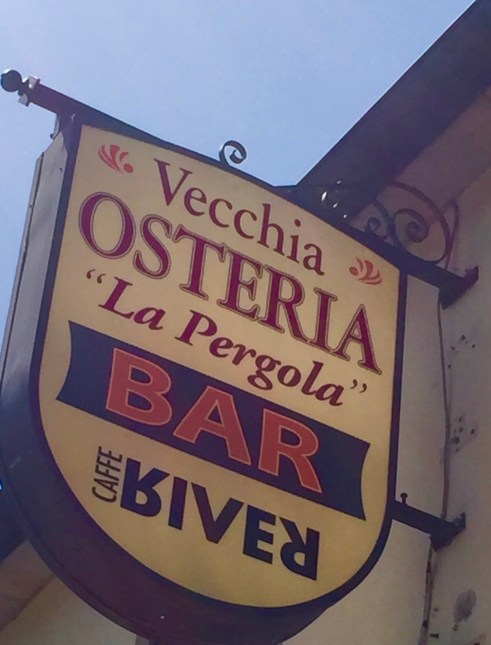 Vecchia
OSTERIA
"La Pergola"
BAR
CAFFE
RIVER